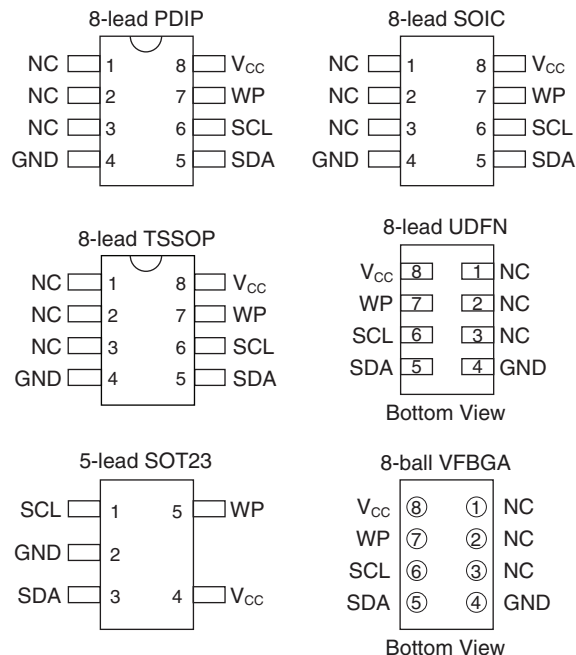 8-lead PDIP
NC 1 8 VCC
NC 2 7 WP
NC 3 6 SCL
GND 4 5 SDA
8-lead SOIC
NC 1 8 VCC
NC 2 7 WP
NC 3 6 SCL
GND 4 5 SDA
8-lead TSSOP
NC 1 8 VCC
NC 2 7 WP
NC 3 6 SCL
GND 4 5 SDA
8-lead UDFN
VCC 8 1 NC
WP 7 2 NC
SCL 6 3 NC
SDA 5 4 GND
Bottom View
5-lead SOT23
SCL 1 5 WP
GND 2
SDA 3 4 VCC
8-ball VFBGA
VCC 8 1 NC
WP 7 2 NC
SCL 6 3 NC
SDA 5 4 GND
Bottom View